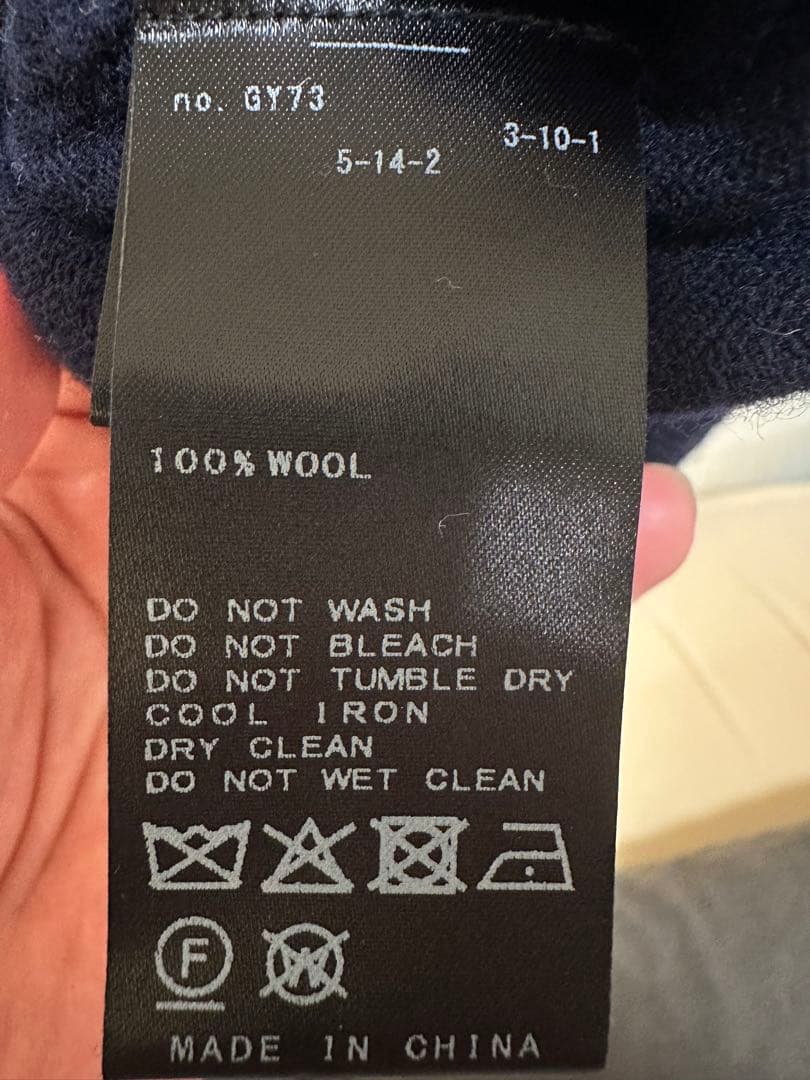 no. GY73
3-10-1
5-14-2
100% WOOL
DO NOT WASH
DO NOT BLEACH
DO NOT TUMBLE DRY
COOL IRON
DRY CLEAN
DO NOT WET CLEAN
F W
MADE IN CHINA